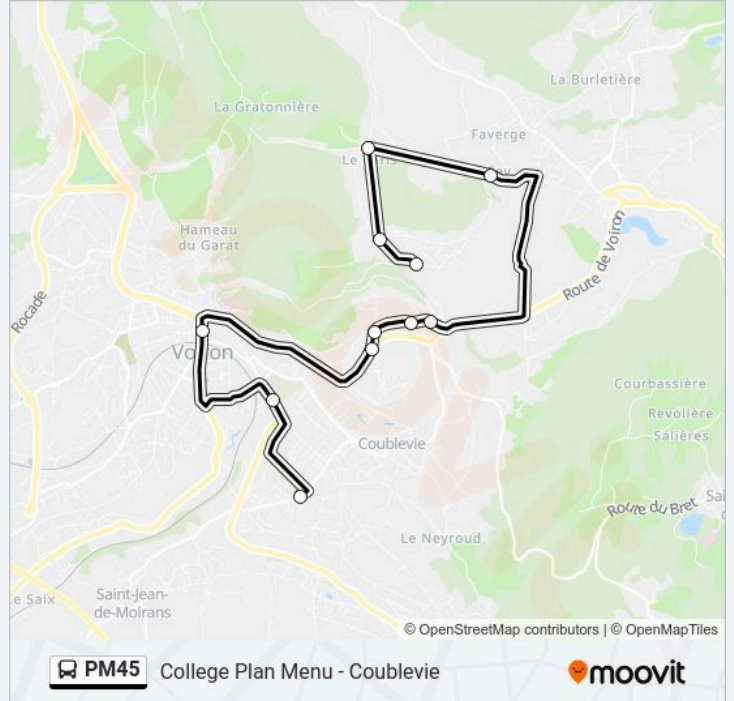 La Burletière
La Gratonnière
Faverge
Le
Hameau
du Garat
Route de Voiron
Rocade
Voiron
Courbassière
Revolière
Salières
Coublevie
Route du Bret
Le Neyroud
Saint-Jean-
de-Moirans
© OpenStreetMap contributors | © OpenMapTiles
PM45
College Plan Menu - Coublevie
moovit